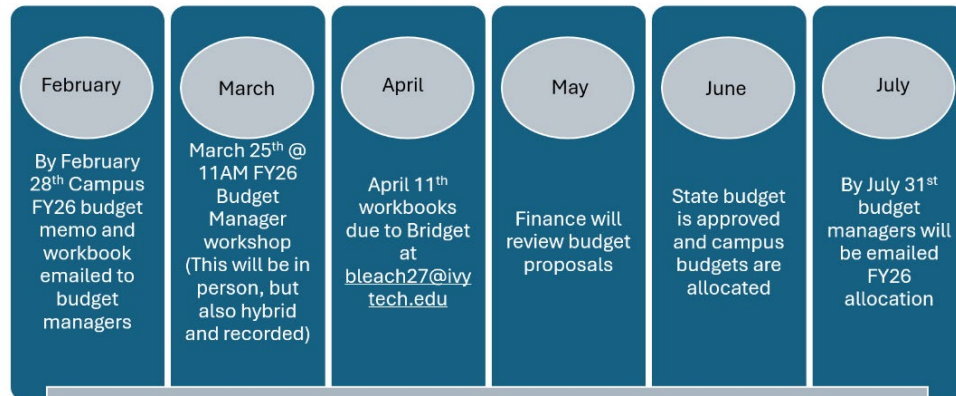 February
By February
28th Campus
FY26 budget
memo and
workbook
emailed to
budget
managers
March
March 25th @
11AM FY26
Budget
Manager
workshop
(This will be in
person, but
also hybrid
and recorded)
April
April 11th
workbooks
due to Bridget
at
bleach27@ivy
tech.edu
May
Finance will
review budget
proposals
June
State budget
is approved
and campus
budgets are
allocated
July
By July 31st
budget
managers will
be emailed
FY26
allocation